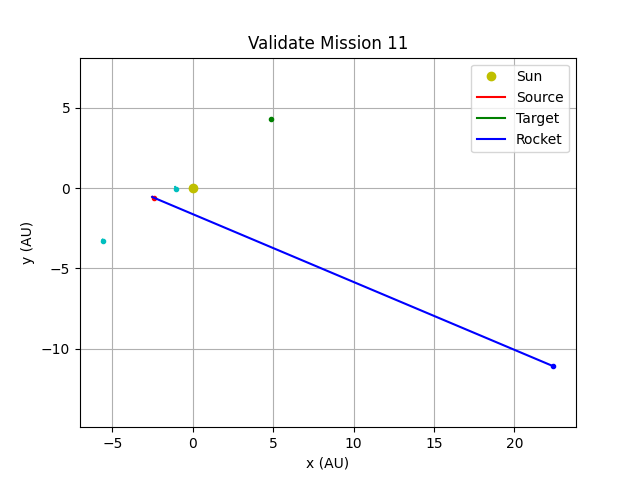 Validate Mission 11
Sun
Source
Target
Rocket
5
0
−5
−10
y (AU)
−5
0
5
10
15
20
x (AU)